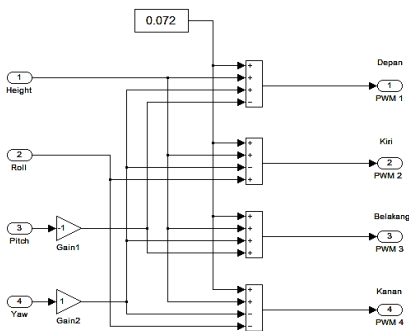 0.072
Depan
1
Height
+
+
+
−
1
PWM 1
Kiri
2
Roll
+
+
−
+
2
PWM 2
Belakang
3
Pitch
-1
Gain1
+
+
+
+
3
PWM 3
Kanan
4
Yaw
1
Gain2
+
+
−
−
4
PWM 4